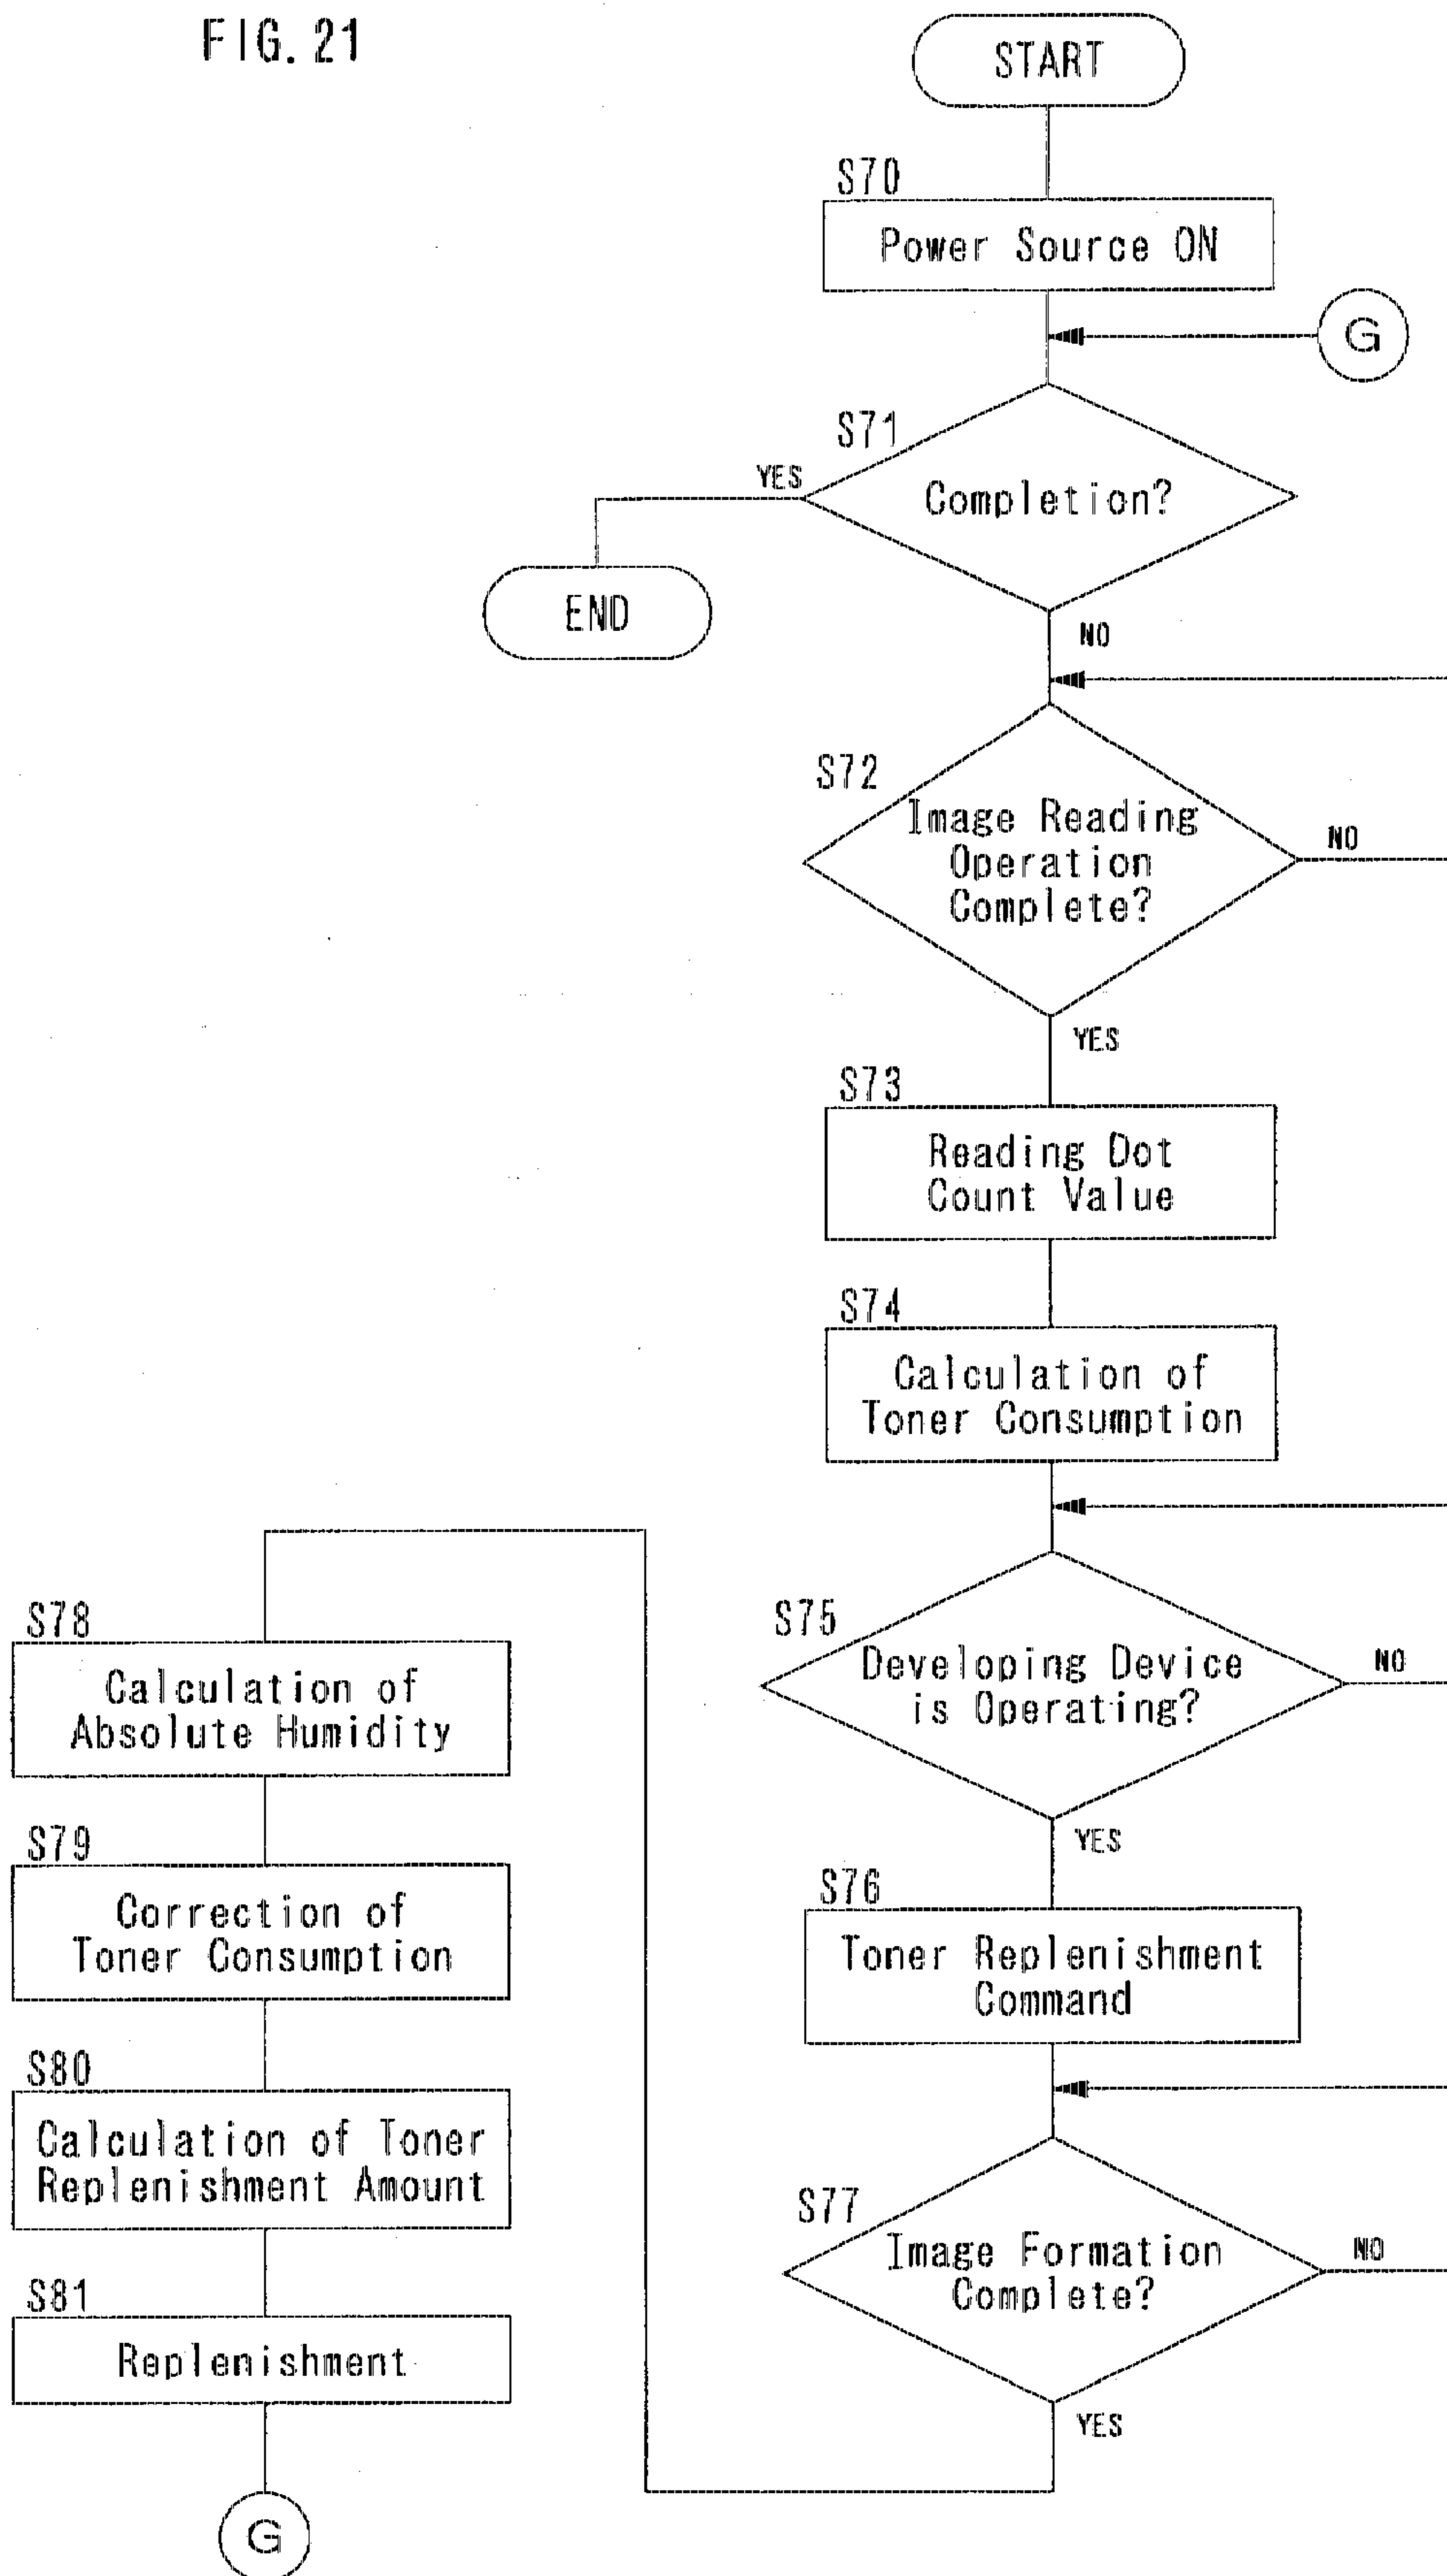 FIG. 21
START
S70
Power Source ON
G
S71
YES
Completion?
END
NO
S72
Image Reading
Operation
Complete?
NO
YES
S73
Reading Dot
Count Value
S74
Calculation of
Toner Consumption
S75
Developing Device
is Operating?
NO
YES
S76
Toner Replenishment
Command
S77
Image Formation
Complete?
NO
YES
S78
Calculation of
Absolute Humidity
S79
Correction of
Toner Consumption
S80
Calculation of Toner
Replenishment Amount
S81
Replenishment
G